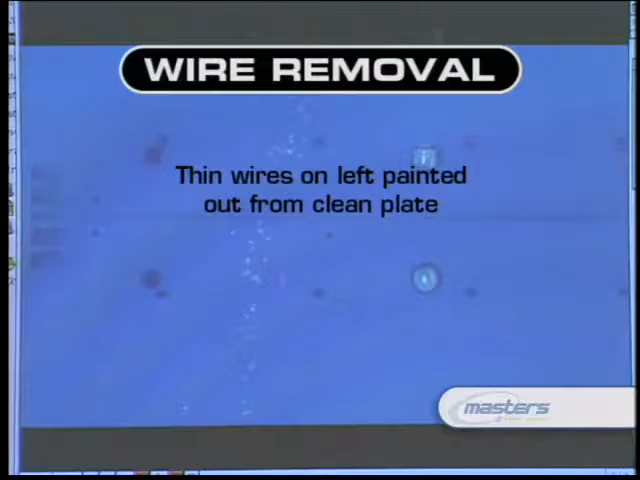 WIRE REMOVAL
Thin wires on left painted
out from clean plate
masters